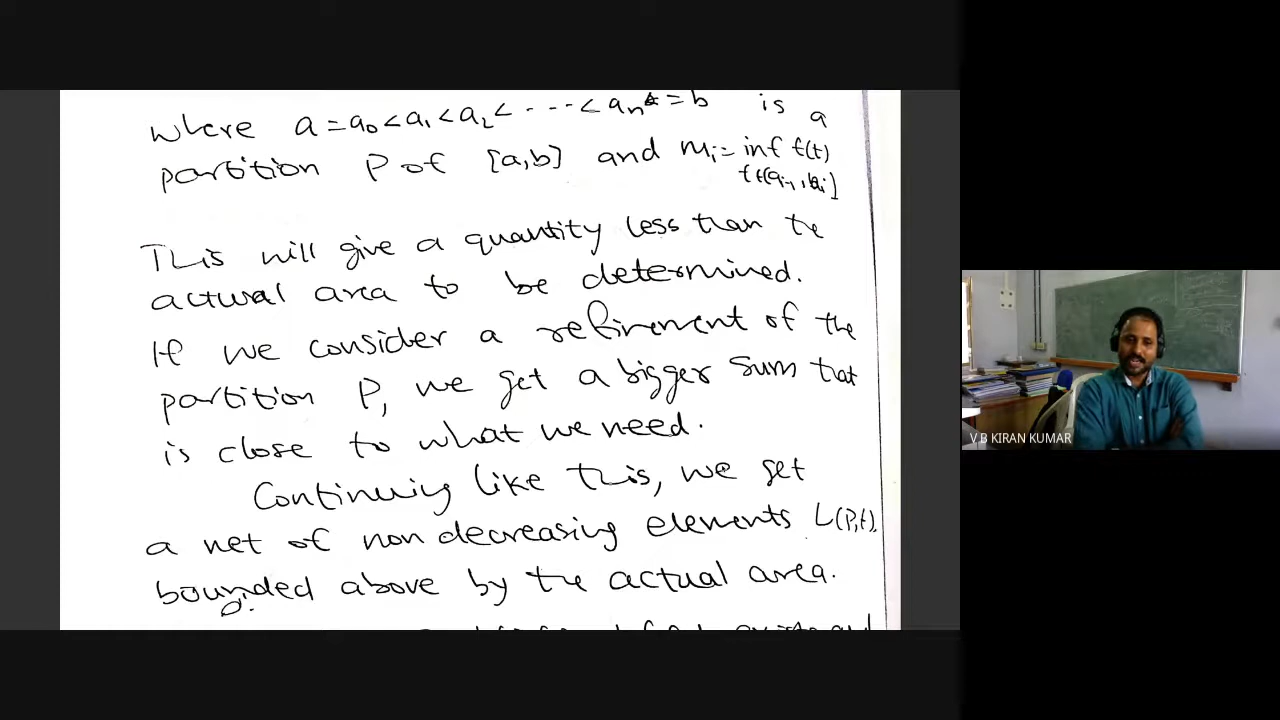 where a = a₀ < a₁ < a₂ < - - - < aₙ = b is a
partition P of [a,b] and mᵢ = inf f(t)
t ∈ [aᵢ₋₁, aᵢ]
This will give a quantity less than the
actual area to be determined.
If we consider a refinement of the
partition P, we get a bigger sum that
is close to what we need.
Continuing like this, we get
a net of non decreasing elements L(P,f),
bounded above by the actual area.
V B KIRAN KUMAR